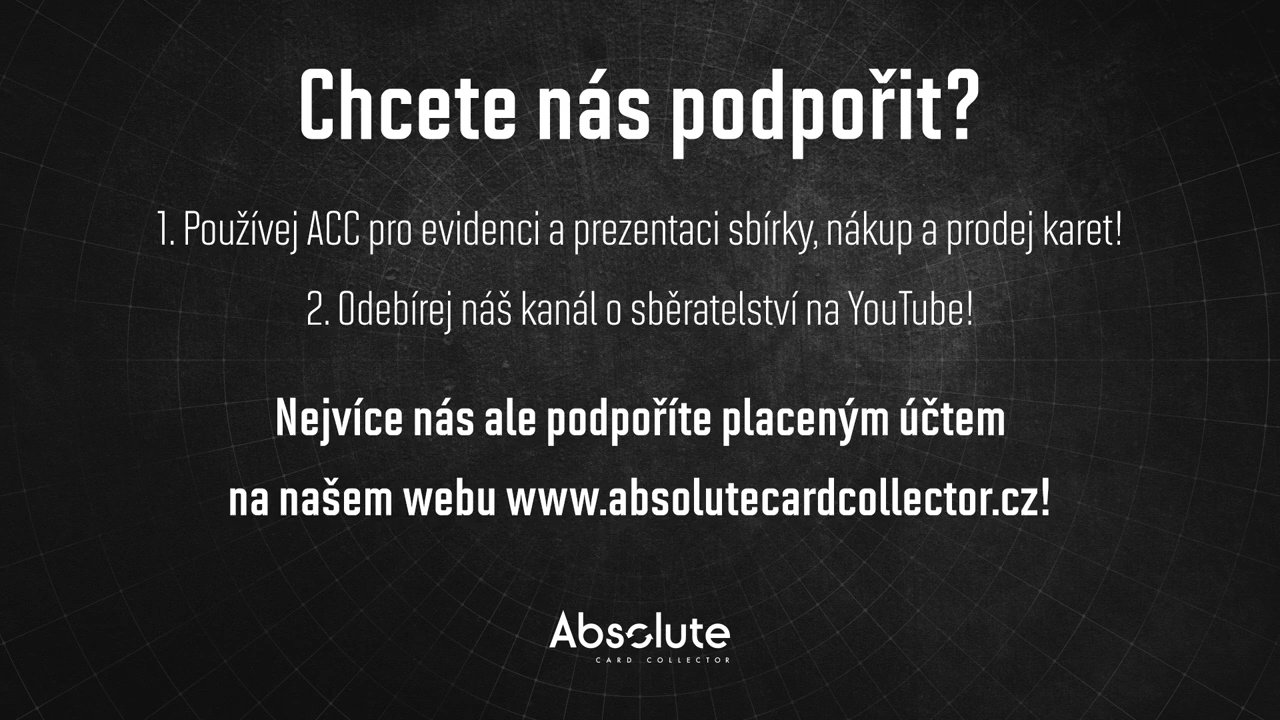 Chcete nás podpořit?
1. Používej ACC pro evidenci a prezentaci sbírky, nákup a prodej karet!
2. Odebírej náš kanál o sběratelství na YouTube!
Nejvíce nás ale podpoříte placeným účtem
na našem webu www.absolutecardcollector.cz!
Absolute
CARD COLLECTOR